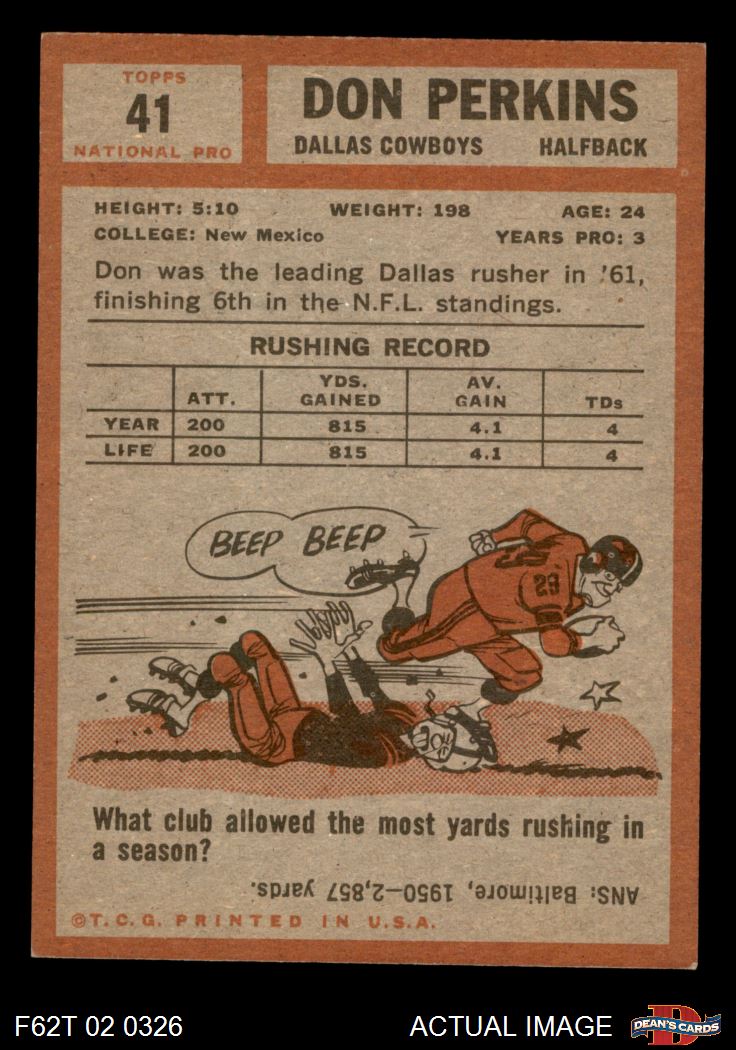 TOPPS
41
NATIONAL PRO
DON PERKINS
DALLAS COWBOYS HALFBACK
HEIGHT: 5:10 WEIGHT: 198 AGE: 24
COLLEGE: New Mexico YEARS PRO: 3
Don was the leading Dallas rusher in '61,
finishing 6th in the N.F.L. standings.
RUSHING RECORD
ATT. YDS. GAINED AV. GAIN TDs
YEAR 200 815 4.1 4
LIFE 200 815 4.1 4
BEEP BEEP
What club allowed the most yards rushing in
a season?
ANS: Baltimore, 1950—2,857 yards.
©T.C.G. PRINTED IN U.S.A.
F62T 02 0326 ACTUAL IMAGE DEAN'S CARDS